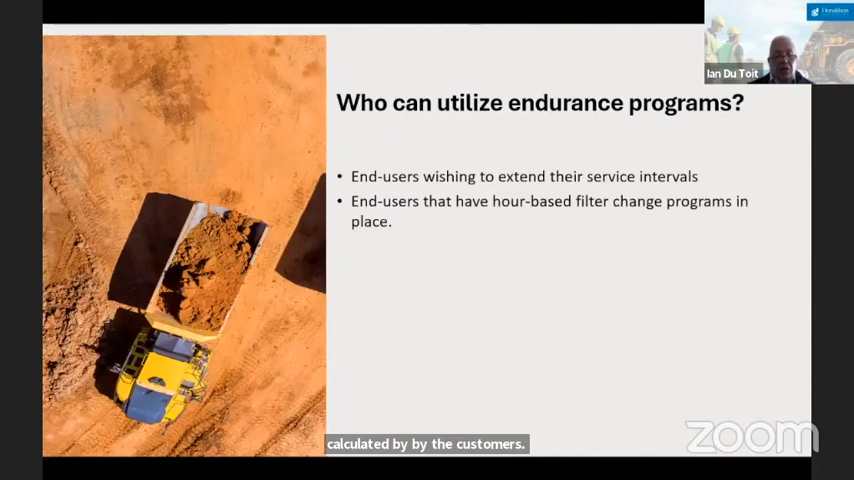 Donaldson
Ian Du Toit
Who can utilize endurance programs?
• End-users wishing to extend their service intervals
• End-users that have hour-based filter change programs in
place.
calculated by by the customers.
zoom